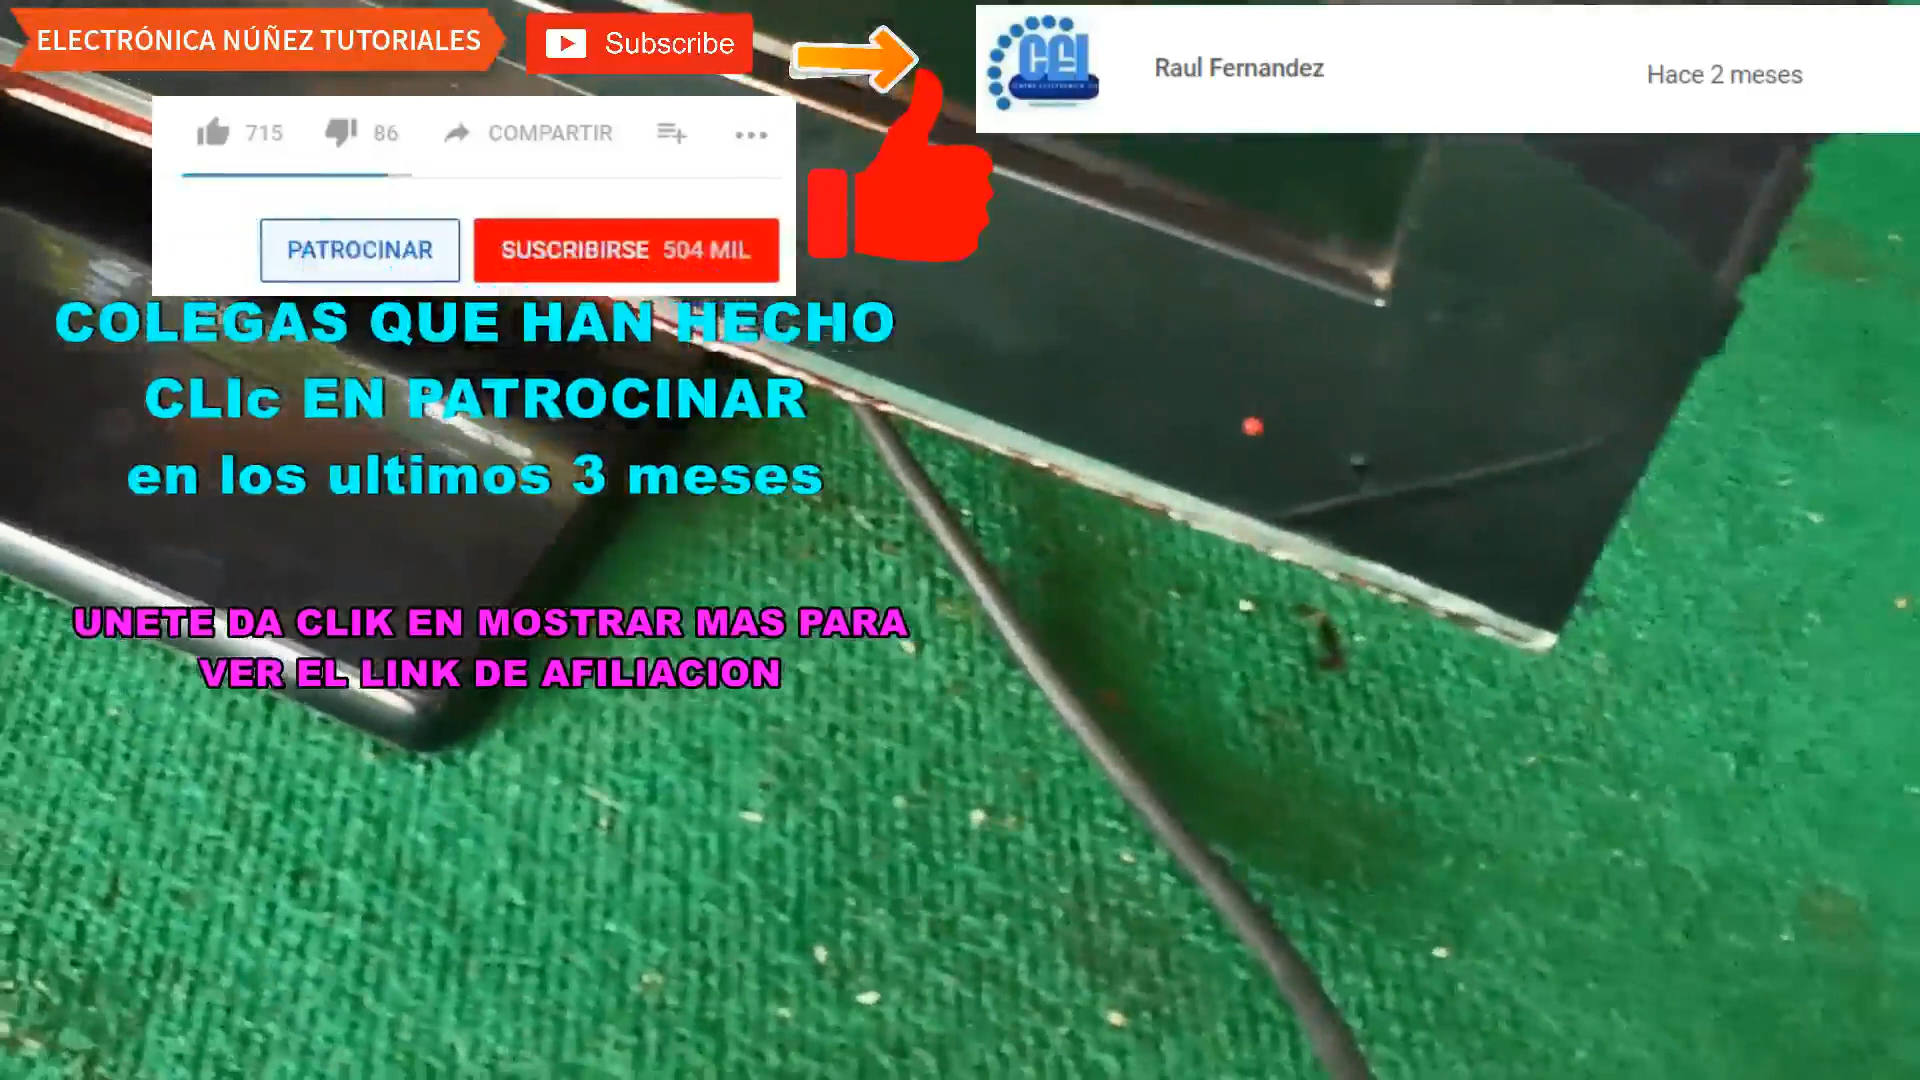 ELECTRÓNICA NÚÑEZ TUTORIALES
Subscribe
Raul Fernandez
Hace 2 meses
715
86
COMPARTIR
PATROCINAR
SUSCRIBIRSE 504 MIL
CEI
COLEGAS QUE HAN HECHO
CLIc EN PATROCINAR
en los ultimos 3 meses
UNETE DA CLIK EN MOSTRAR MAS PARA
VER EL LINK DE AFILIACION